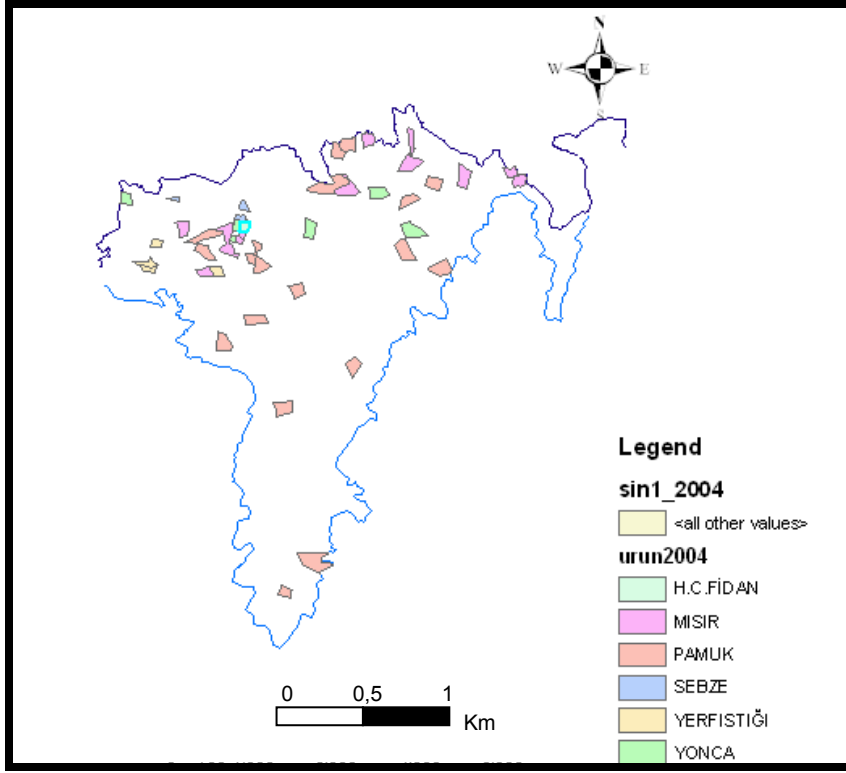 N
W E
S
Legend
sin1_2004
<all other values>
urun2004
H.C.FİDAN
MISIR
PAMUK
SEBZE
YERFISTIĞI
YONCA
0 0,5 1
Km